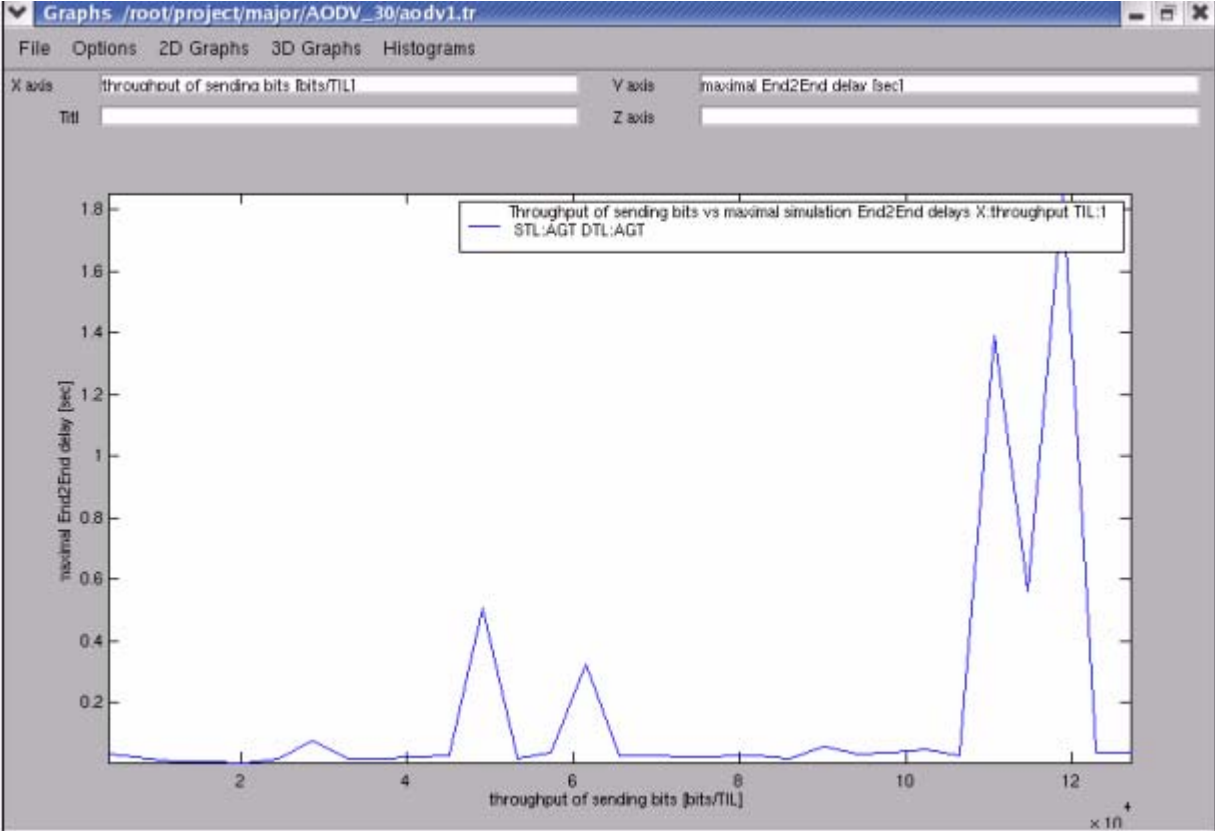 Graphs /root/project/major/AODV_30/aodv1.tr
File Options 2D Graphs 3D Graphs Histograms
X axis throughput of sending bits [bits/TIL] Y axis maximal End2End delay [sec]
Titl Z axis
Throughput of sending bits vs maximal simulation End2End delays X:throughput TIL:1
STL:AGT DTL:AGT
1.8
1.6
1.4
1.2
1
0.8
0.6
0.4
0.2
maximal End2End delay [sec]
2 4 6 8 10 12
throughput of sending bits [bits/TIL]
× 10 4